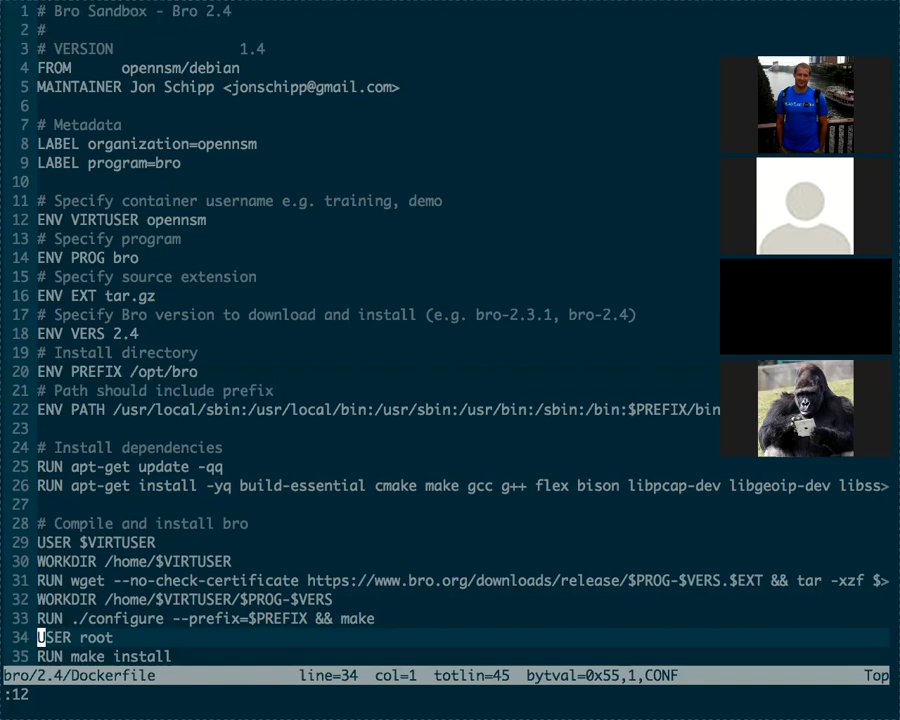 1 # Bro Sandbox - Bro 2.4
2 #
3 # VERSION 1.4
4 FROM opennsm/debian
5 MAINTAINER Jon Schipp <jonschipp@gmail.com>
6
7 # Metadata
8 LABEL organization=opennsm
9 LABEL program=bro
10
11 # Specify container username e.g. training, demo
12 ENV VIRTUSER opennsm
13 # Specify program
14 ENV PROG bro
15 # Specify source extension
16 ENV EXT tar.gz
17 # Specify Bro version to download and install (e.g. bro-2.3.1, bro-2.4)
18 ENV VERS 2.4
19 # Install directory
20 ENV PREFIX /opt/bro
21 # Path should include prefix
22 ENV PATH /usr/local/sbin:/usr/local/bin:/usr/sbin:/usr/bin:/sbin:/bin:$PREFIX/bin
23
24 # Install dependencies
25 RUN apt-get update -qq
26 RUN apt-get install -yq build-essential cmake make gcc g++ flex bison libpcap-dev libgeoip-dev libss>
27
28 # Compile and install bro
29 USER $VIRTUSER
30 WORKDIR /home/$VIRTUSER
31 RUN wget --no-check-certificate https://www.bro.org/downloads/release/$PROG-$VERS.$EXT && tar -xzf $>
32 WORKDIR /home/$VIRTUSER/$PROG-$VERS
33 RUN ./configure --prefix=$PREFIX && make
34 USER root
35 RUN make install
bro/2.4/Dockerfile line=34 col=1 totlin=45 bytval=0x55,1,CONF Top
:12